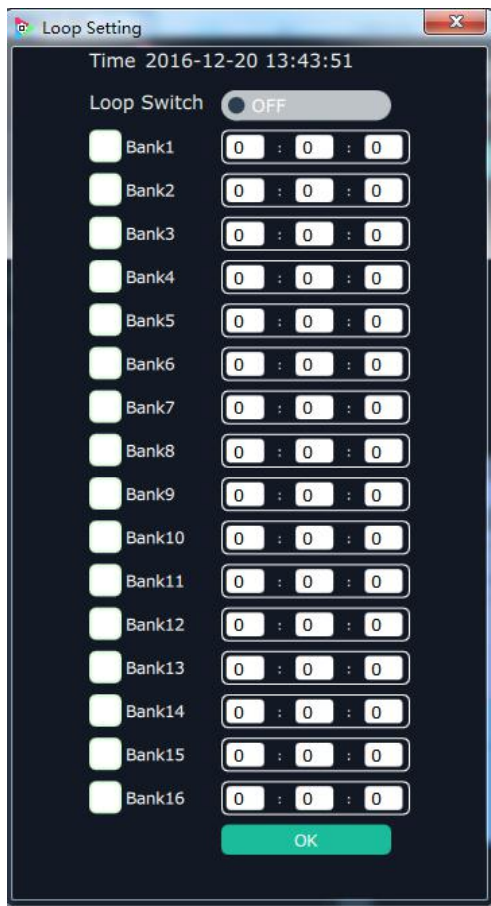 Loop Setting
Time 2016-12-20 13:43:51
Loop Switch OFF
Bank1 0 : 0 : 0
Bank2 0 : 0 : 0
Bank3 0 : 0 : 0
Bank4 0 : 0 : 0
Bank5 0 : 0 : 0
Bank6 0 : 0 : 0
Bank7 0 : 0 : 0
Bank8 0 : 0 : 0
Bank9 0 : 0 : 0
Bank10 0 : 0 : 0
Bank11 0 : 0 : 0
Bank12 0 : 0 : 0
Bank13 0 : 0 : 0
Bank14 0 : 0 : 0
Bank15 0 : 0 : 0
Bank16 0 : 0 : 0
OK